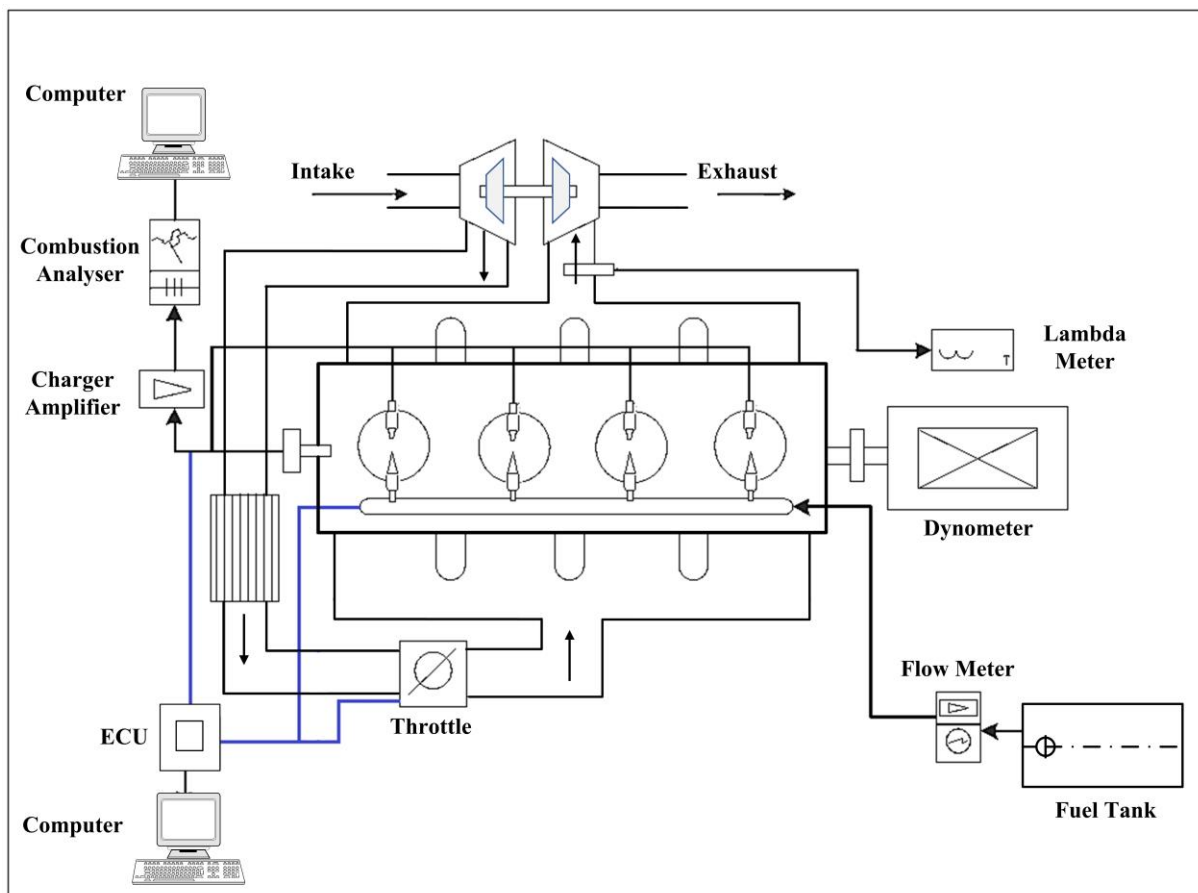 Computer
Intake
Exhaust
Combustion
Analyser
Lambda
Meter
T
Charger
Amplifier
Dynometer
Flow Meter
ECU
Throttle
Fuel Tank
Computer